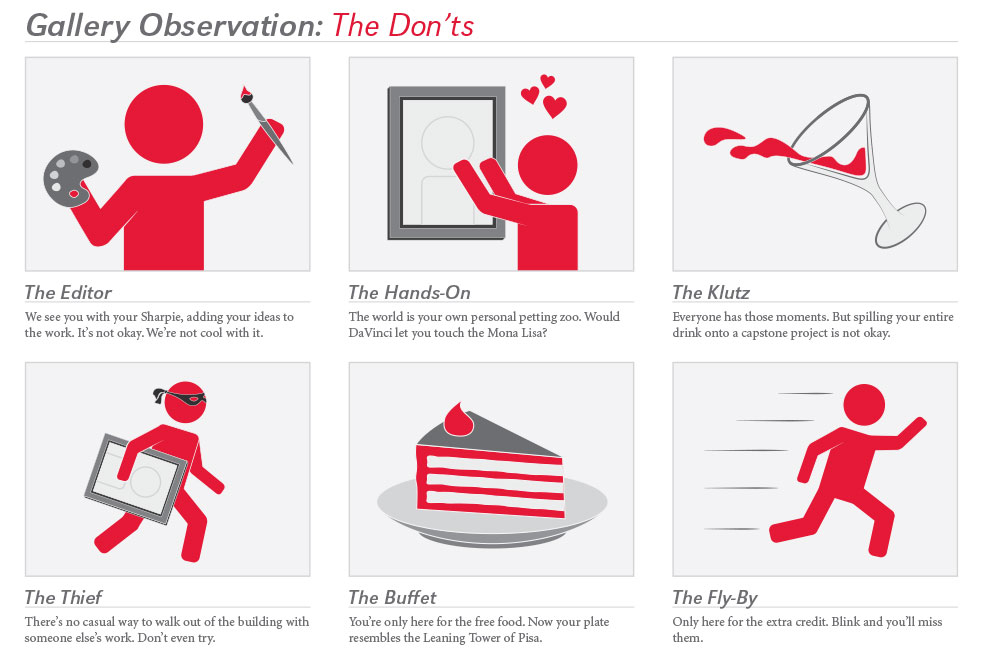 Gallery Observation: The Don'ts
The Editor
We see you with your Sharpie, adding your ideas to
the work. It's not okay. We're not cool with it.
The Hands-On
The world is your own personal petting zoo. Would
DaVinci let you touch the Mona Lisa?
The Klutz
Everyone has those moments. But spilling your entire
drink onto a capstone project is not okay.
The Thief
There's no casual way to walk out of the building with
someone else's work. Don't even try.
The Buffet
You're only here for the free food. Now your plate
resembles the Leaning Tower of Pisa.
The Fly-By
Only here for the extra credit. Blink and you'll miss
them.